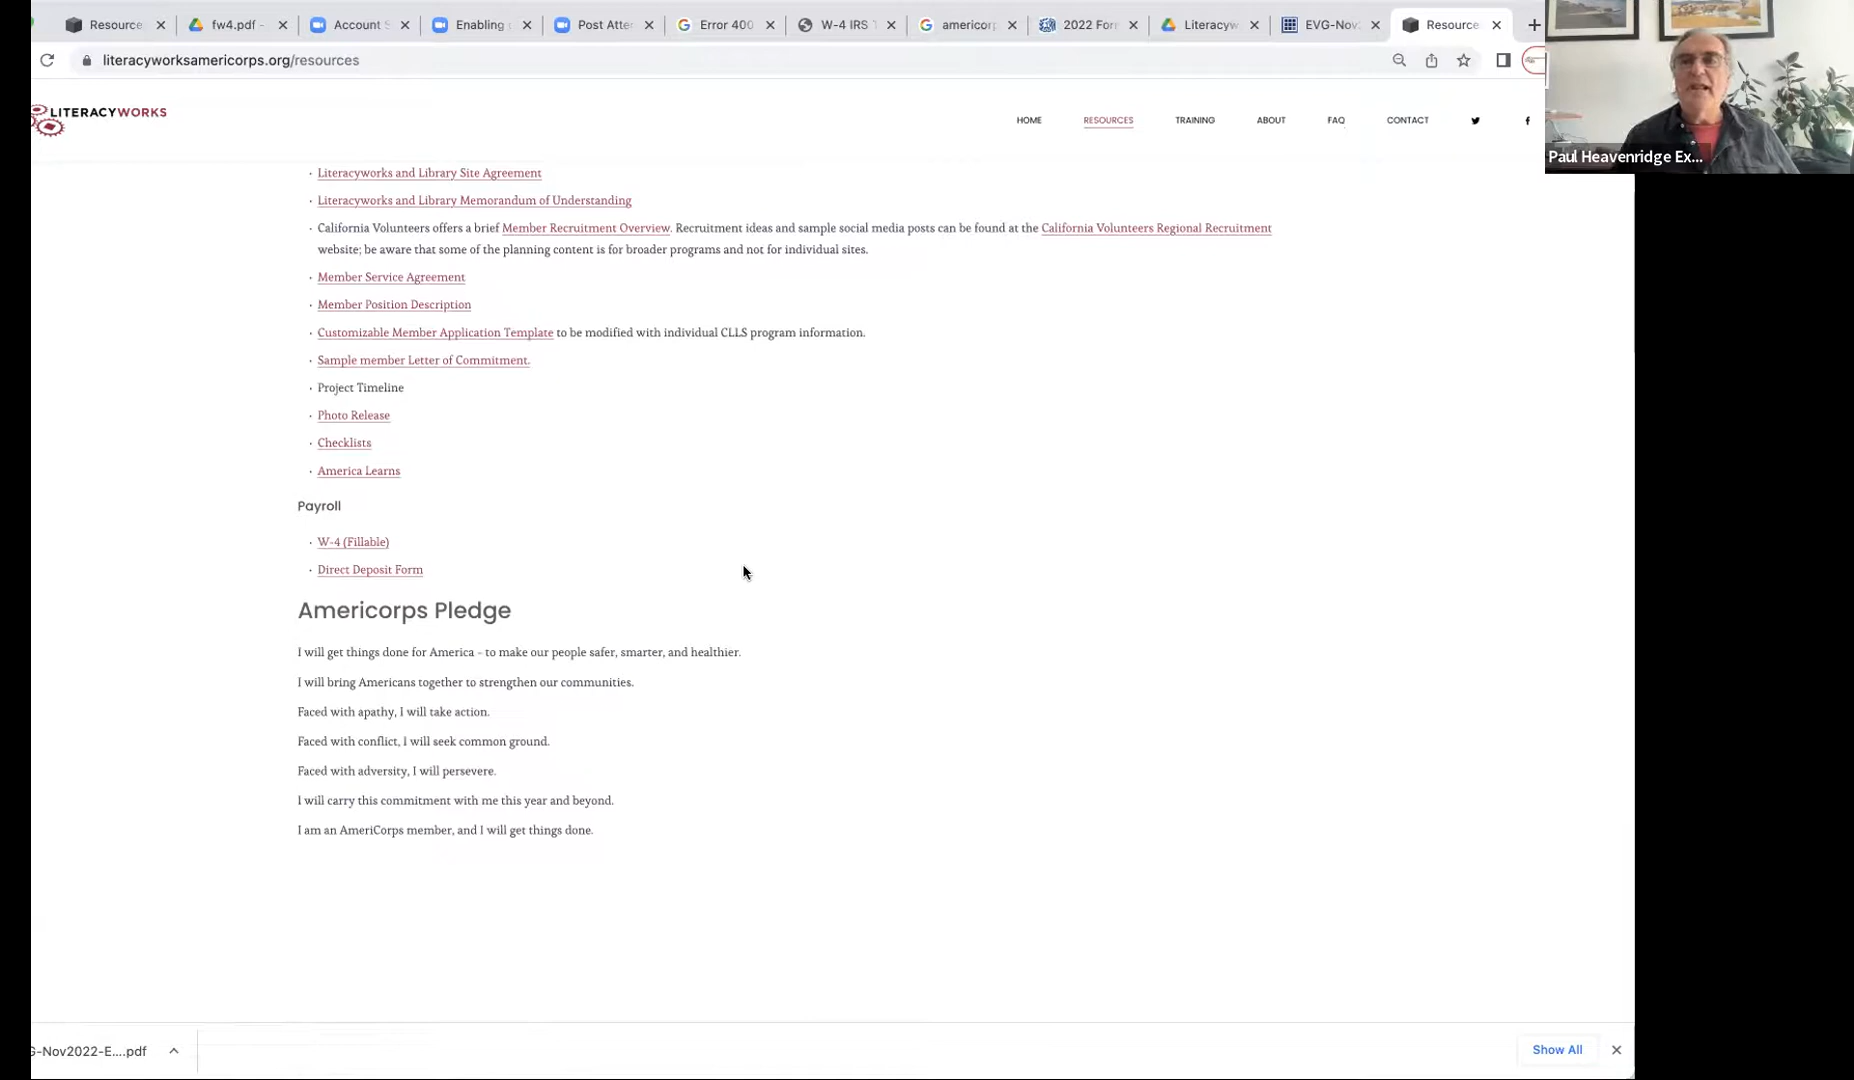 Resource
fw4.pdf -
Account S
Enabling
Post Atter
Error 400
W-4 IRS T
americorp
2022 Forn
Literacyw
EVG-Nov2
Resource
literacyworksamericorps.org/resources
LITERACYWORKS
HOME
RESOURCES
TRAINING
ABOUT
FAQ
CONTACT
Paul Heavenridge Ex...
· Literacyworks and Library Site Agreement
· Literacyworks and Library Memorandum of Understanding
· California Volunteers offers a brief Member Recruitment Overview. Recruitment ideas and sample social media posts can be found at the California Volunteers Regional Recruitment
website; be aware that some of the planning content is for broader programs and not for individual sites.
· Member Service Agreement
· Member Position Description
· Customizable Member Application Template to be modified with individual CLLS program information.
· Sample member Letter of Commitment.
· Project Timeline
· Photo Release
· Checklists
· America Learns
Payroll
· W-4 (Fillable)
· Direct Deposit Form
Americorps Pledge
I will get things done for America - to make our people safer, smarter, and healthier.
I will bring Americans together to strengthen our communities.
Faced with apathy, I will take action.
Faced with conflict, I will seek common ground.
Faced with adversity, I will persevere.
I will carry this commitment with me this year and beyond.
I am an AmeriCorps member, and I will get things done.
G-Nov2022-E....pdf
Show All